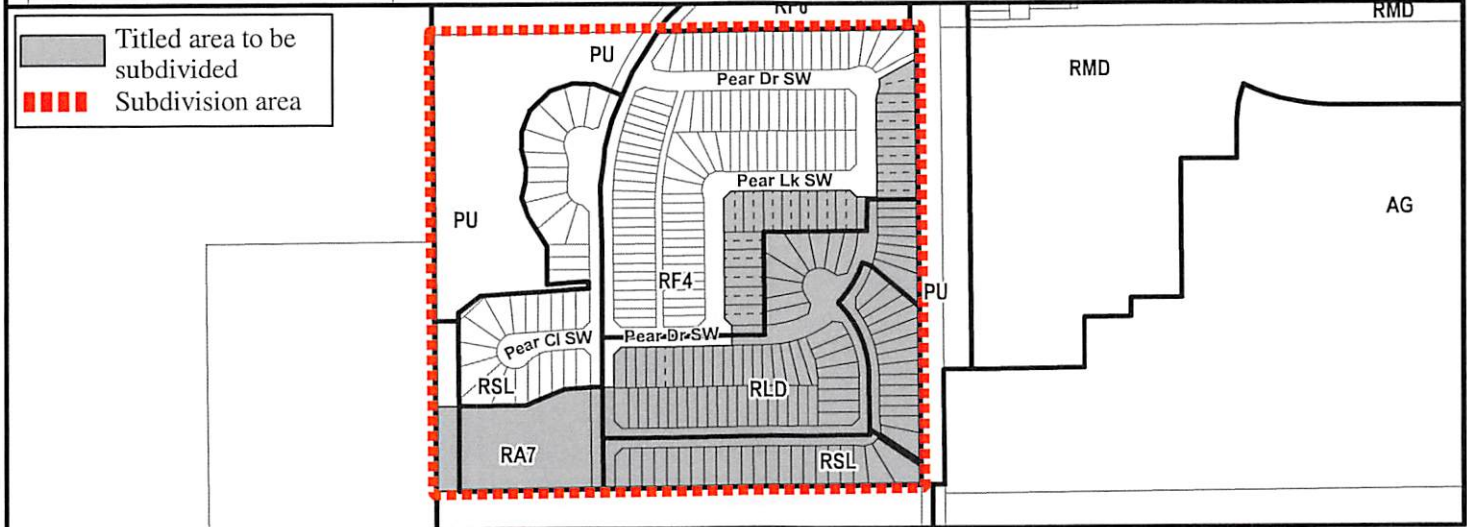 RF6
RMD
Titled area to be
subdivided
Subdivision area
PU
RMD
Pear Dr SW
Pear Lk SW
PU
AG
RF4
PU
Pear Cl SW
Pear Dr SW
RSL
RLD
RA7
RSL